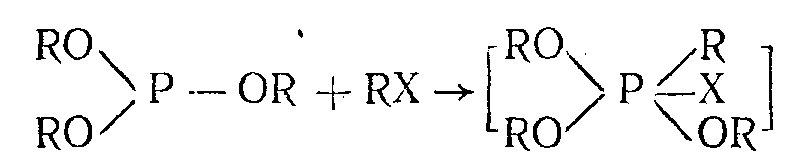 RO RO R
P — OR + RX → [ P — X ]
RO RO OR